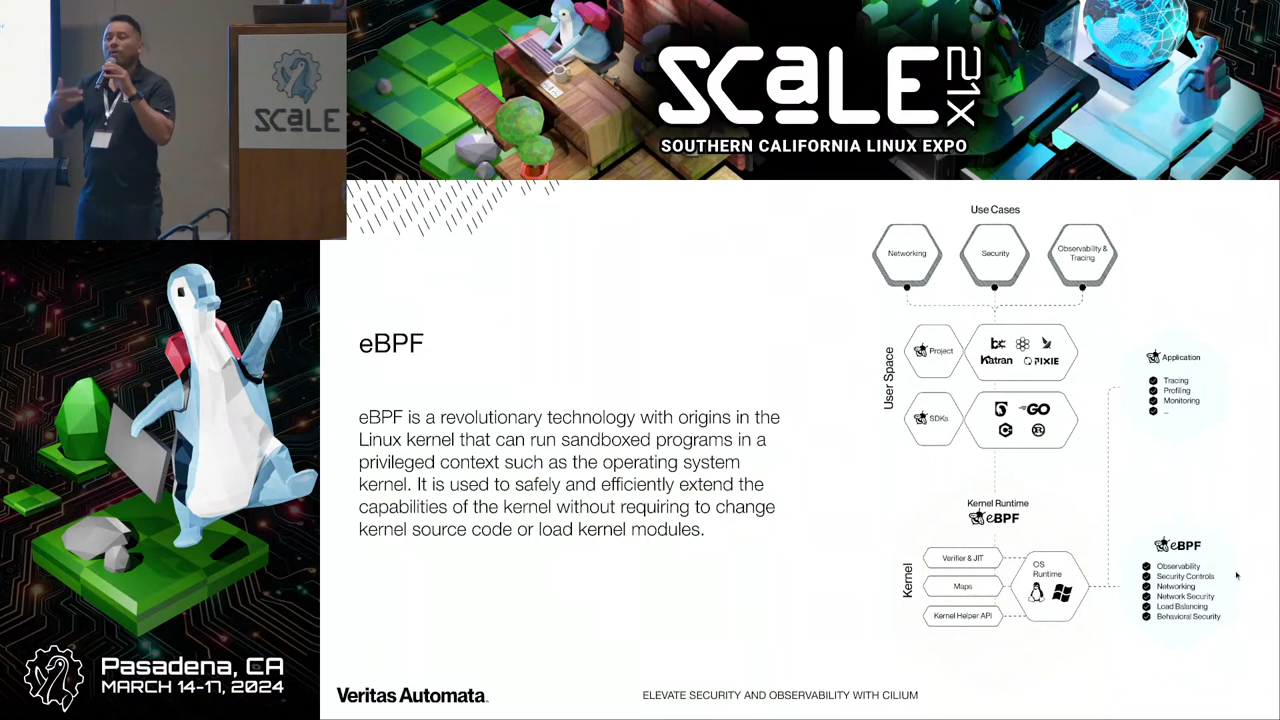 SCALE
SCaLE 21x
SOUTHERN CALIFORNIA LINUX EXPO
Use Cases
Networking
Security
Observability &
Tracing
eBPF
User Space
Project
Katran
PIXIE
SDKs
GO
Application
Tracing
Profiling
Monitoring
...
eBPF is a revolutionary technology with origins in the
Linux kernel that can run sandboxed programs in a
privileged context such as the operating system
kernel. It is used to safely and efficiently extend the
capabilities of the kernel without requiring to change
kernel source code or load kernel modules.
Kernel Runtime
eBPF
Kernel
Verifier & JIT
Maps
Kernel Helper API
OS
Runtime
eBPF
Observability
Security Controls
Networking
Network Security
Load Balancing
Behavioral Security
Pasadena, CA
MARCH 14-17, 2024
Veritas Automata
ELEVATE SECURITY AND OBSERVABILITY WITH CILIUM